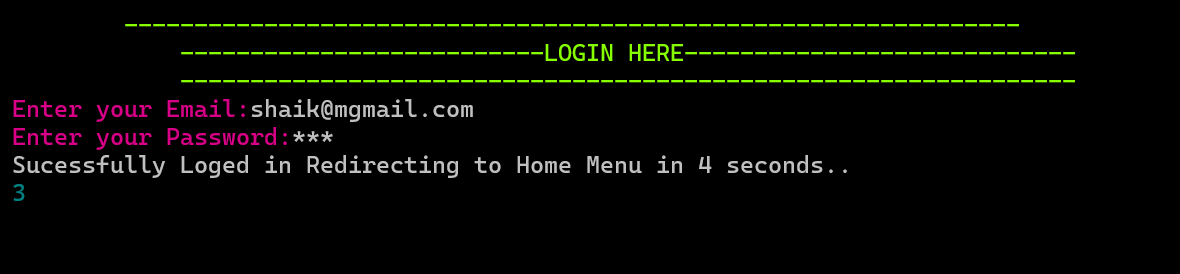 ----------------------------------------------------------------
--------------------------LOGIN HERE----------------------------
----------------------------------------------------------------
Enter your Email:shaik@mgmail.com
Enter your Password:***
Sucessfully Loged in Redirecting to Home Menu in 4 seconds..
3